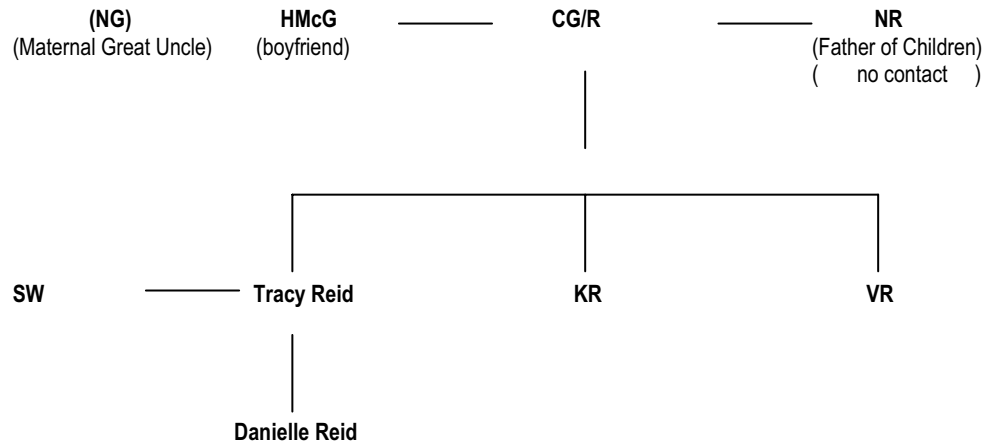 (NG) HMcG CG/R NR
(Maternal Great Uncle) (boyfriend) (Father of Children)
( no contact )
SW Tracy Reid KR VR
Danielle Reid